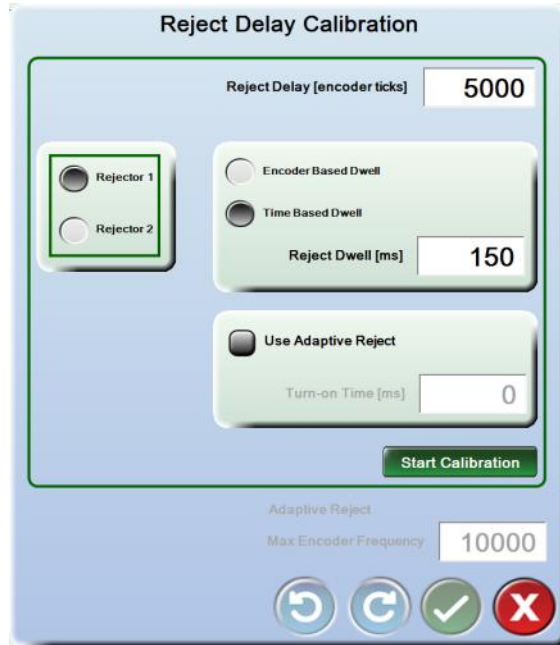 Reject Delay Calibration
Reject Delay [encoder ticks] 5000
Rejector 1
Rejector 2
Encoder Based Dwell
Time Based Dwell
Reject Dwell [ms] 150
Use Adaptive Reject
Turn-on Time [ms] 0
Start Calibration
Adaptive Reject
Max Encoder Frequency 10000